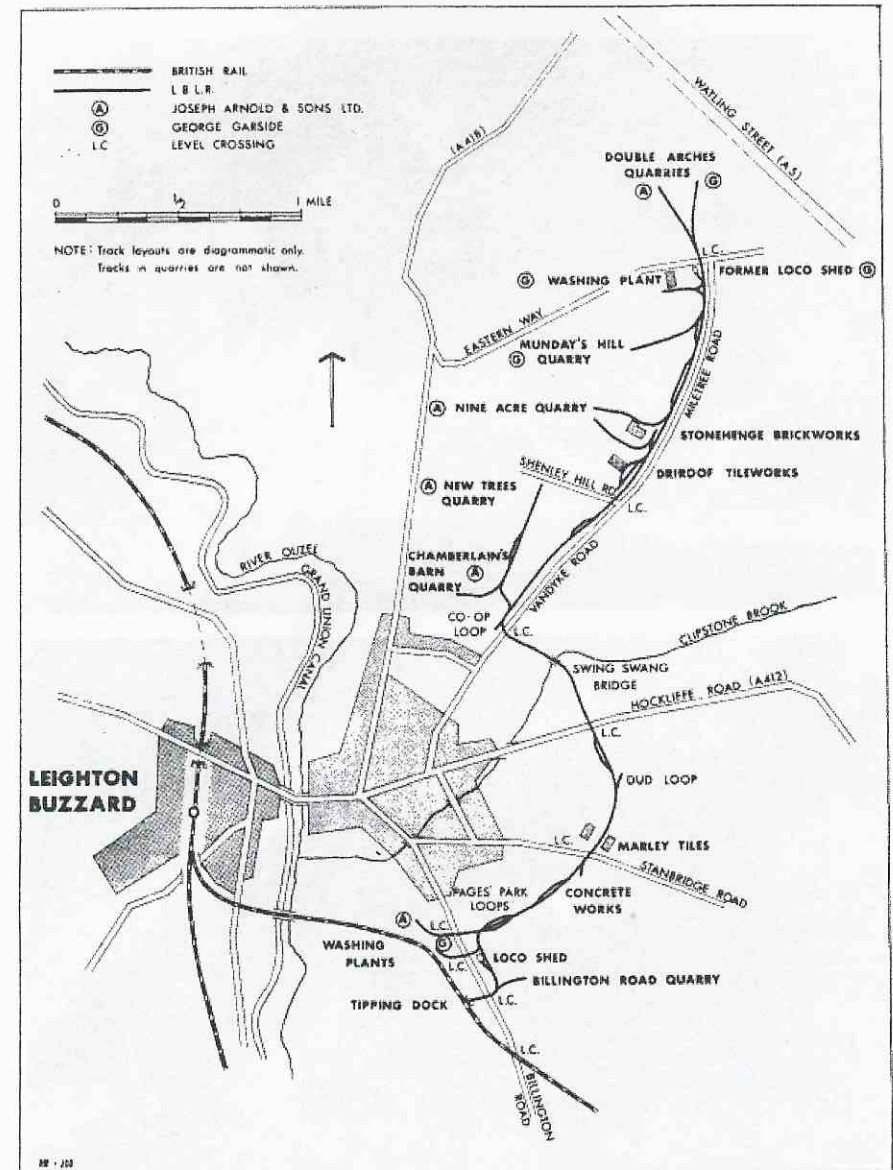 BRITISH RAIL
L B L R.
Ⓐ JOSEPH ARNOLD & SONS LTD.
Ⓖ GEORGE GARSIDE
L.C. LEVEL CROSSING
0 ½ 1 MILE
NOTE: Track layouts are diagrammatic only.
Tracks in quarries are not shown.
WATLING STREET (A5)
DOUBLE ARCHES
QUARRIES
Ⓐ Ⓖ
L.C.
Ⓖ WASHING PLANT
FORMER LOCO SHED Ⓖ
EASTERN WAY
MUNDAY'S HILL
Ⓖ QUARRY
MILETREE ROAD
Ⓐ NINE ACRE QUARRY
STONEHENGE BRICKWORKS
SHENLEY HILL RD.
DRIROOF TILEWORKS
L.C.
Ⓐ NEW TREES
QUARRY
CHAMBERLAIN'S
BARN
QUARRY Ⓐ
VANDYKE ROAD
CO-OP
LOOP
L.C.
RIVER OUZEL
GRAND UNION CANAL
CLIPSTONE BROOK
SWING SWANG
BRIDGE
HOCKLIFFE ROAD (A412)
L.C.
LEIGHTON
BUZZARD
DUD LOOP
L.C.
MARLEY TILES
STANBRIDGE ROAD
CONCRETE
WORKS
PAGES' PARK
LOOPS
Ⓐ
L.C.
Ⓖ
WASHING
PLANTS
L.C.
LOCO SHED
BILLINGTON ROAD QUARRY
TIPPING DOCK
L.C.
L.C.
BILLINGTON
ROAD